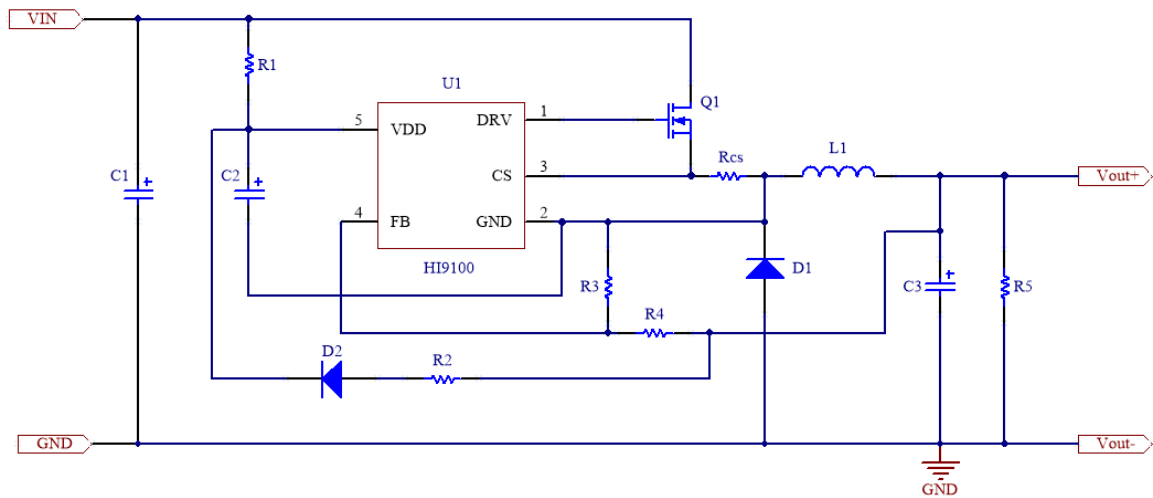 VIN
R1
U1
Q1
5
VDD
DRV
1
Rcs
L1
C1
C2
CS
3
Vout+
4
FB
GND
2
HI9100
R3
D1
C3
R5
R4
D2
R2
GND
Vout-
GND